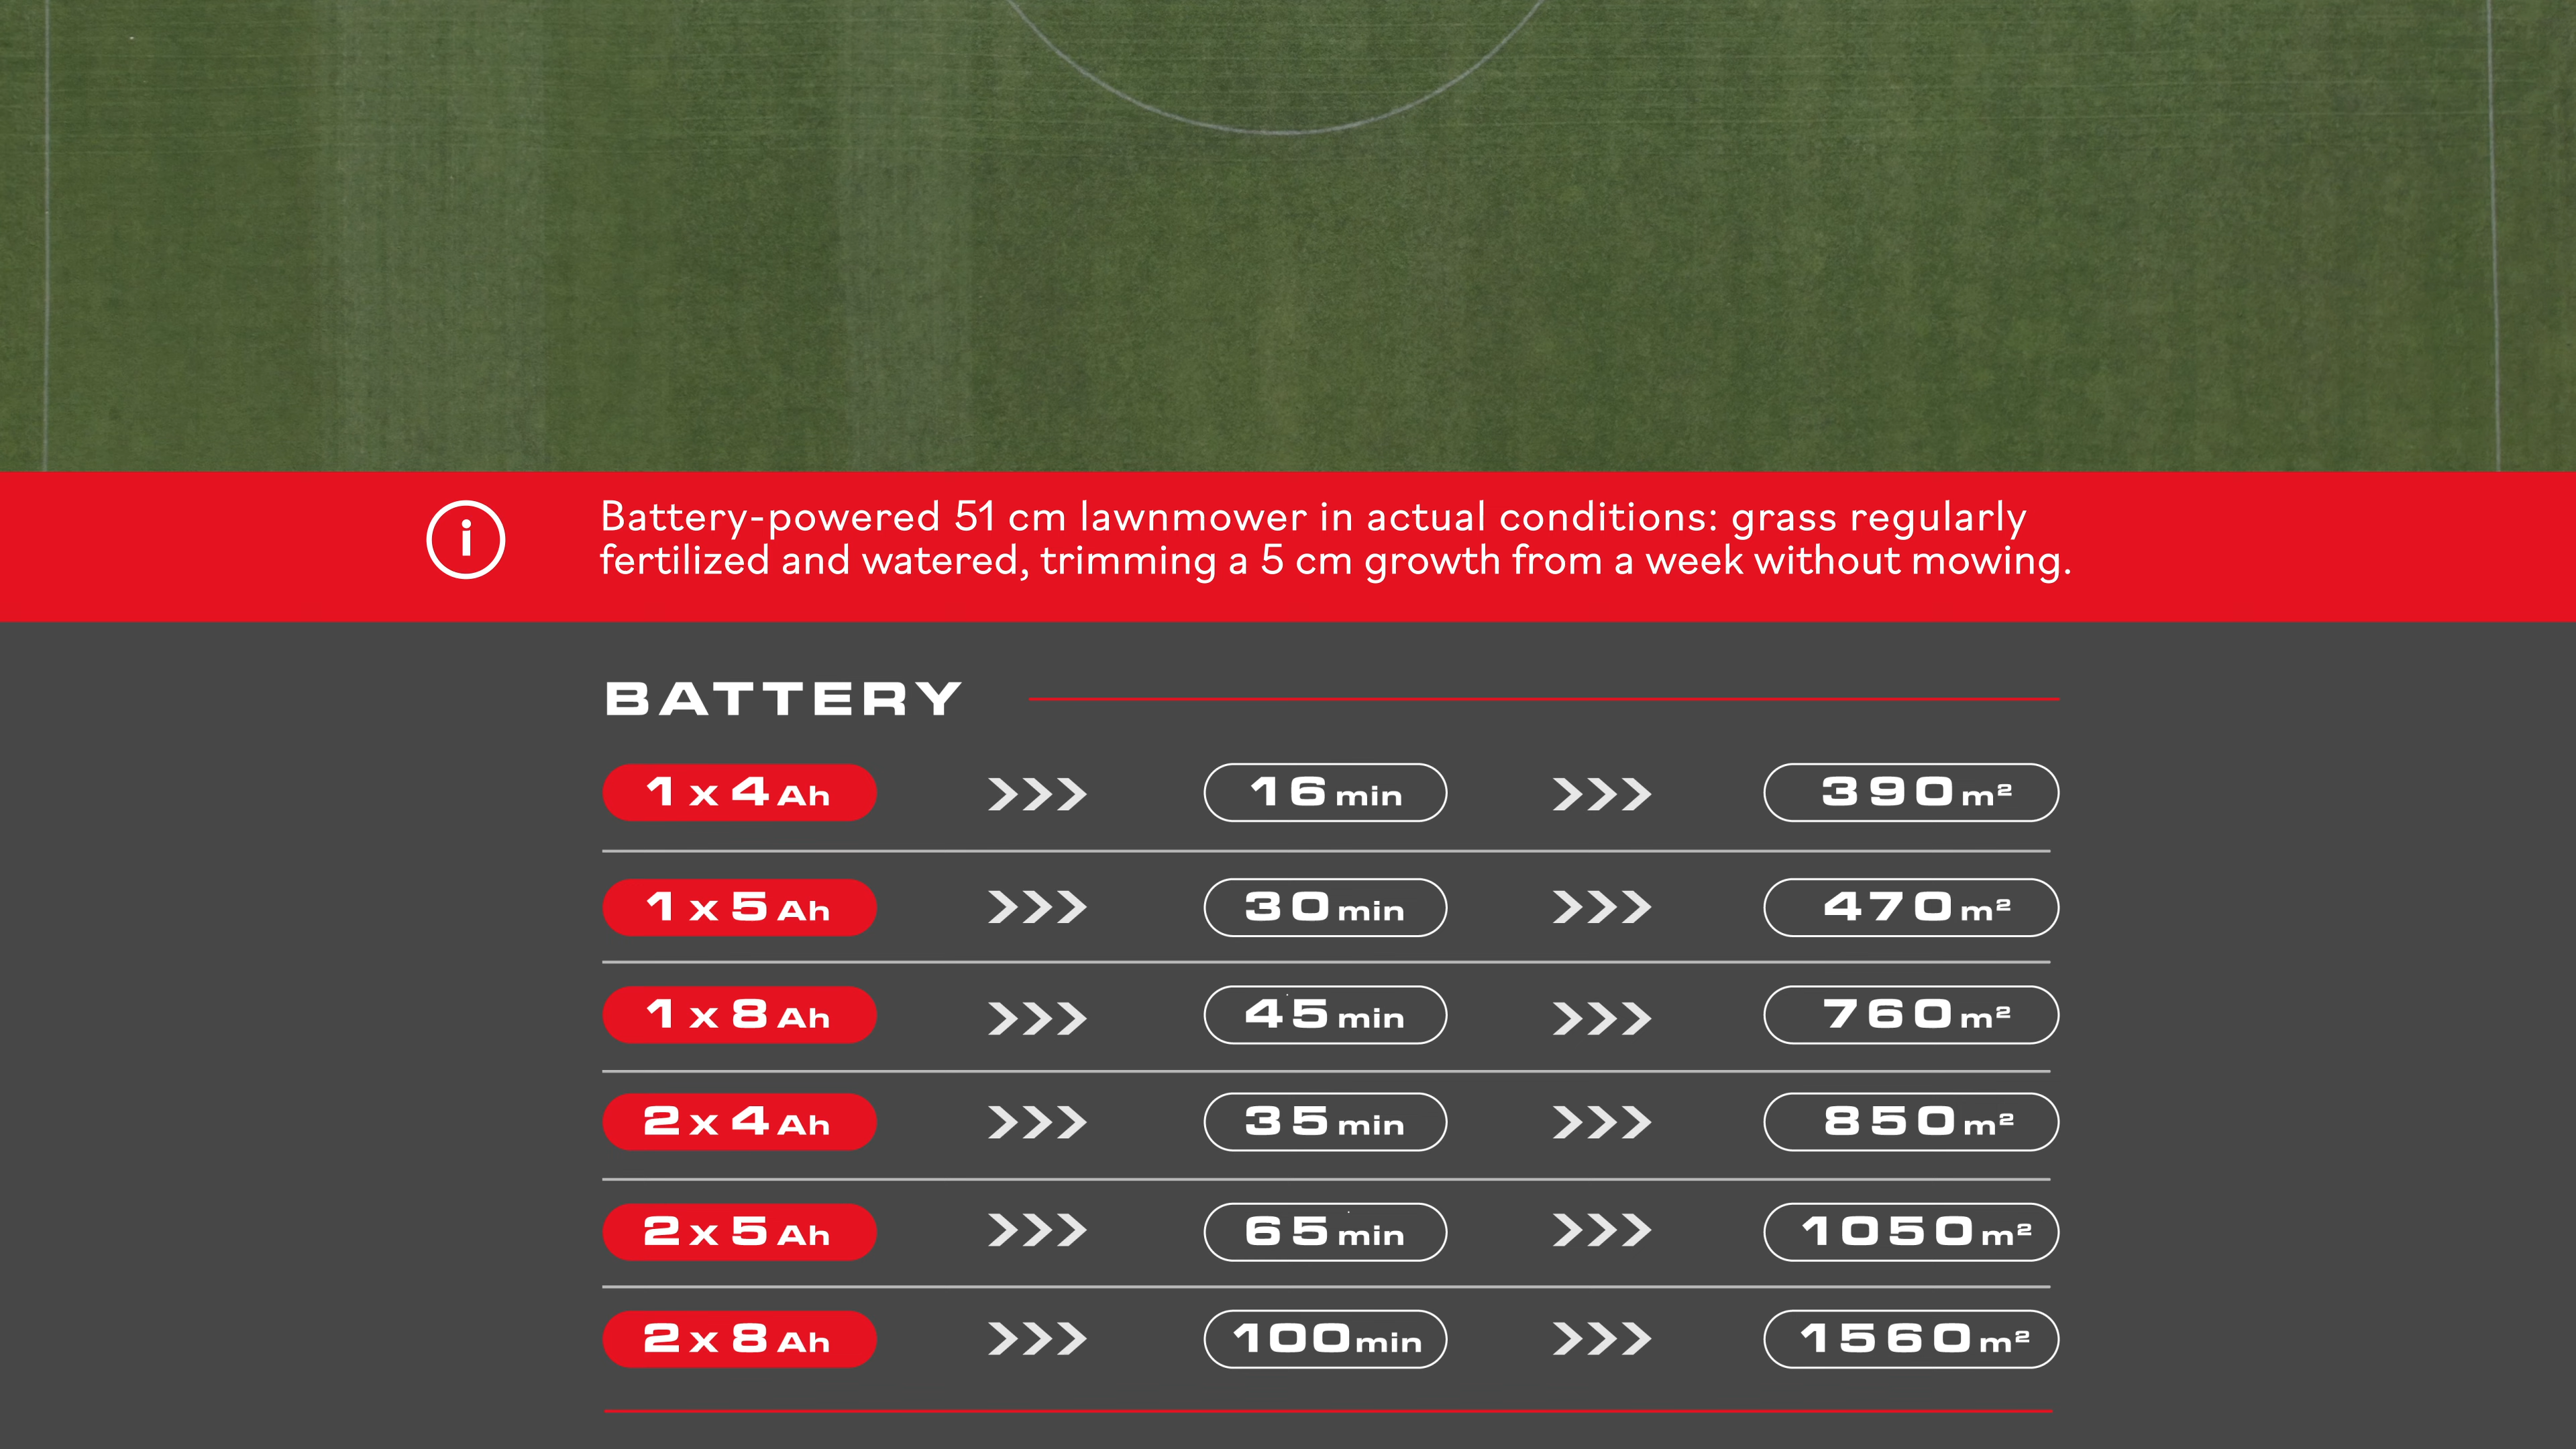 i
Battery-powered 51 cm lawnmower in actual conditions: grass regularly
fertilized and watered, trimming a 5 cm growth from a week without mowing.
BATTERY
1 x 4 Ah >>> 16 min >>> 390 m²
1 x 5 Ah >>> 30 min >>> 470 m²
1 x 8 Ah >>> 45 min >>> 760 m²
2 x 4 Ah >>> 35 min >>> 850 m²
2 x 5 Ah >>> 65 min >>> 1050 m²
2 x 8 Ah >>> 100 min >>> 1560 m²